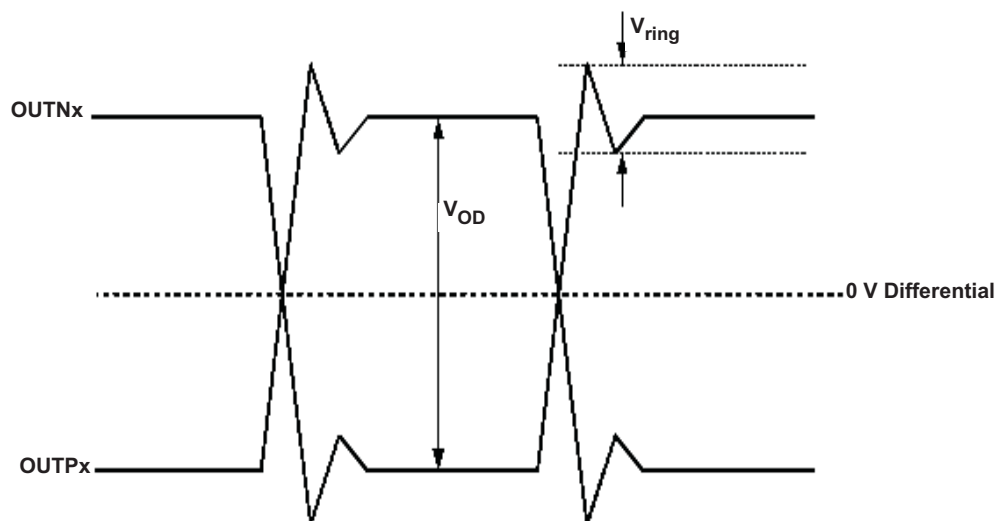 Vring
OUTNx
VOD
0 V Differential
OUTPx